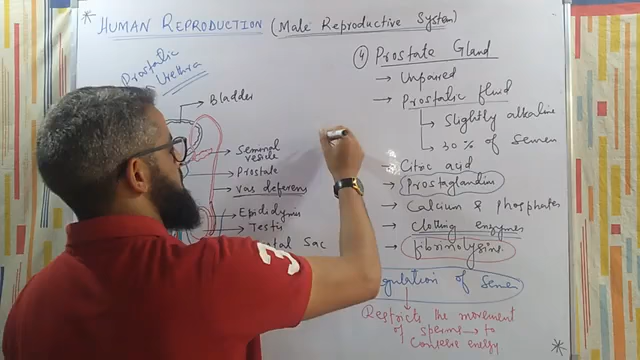 * HUMAN REPRODUCTION (Male Reproductive System)
Prostatic
Urethra
Bladder
Seminal
vesicle
Prostate
Vas deferens
Epididymis
Testis
Sac
④ Prostate Gland
→ Unpaired
→ Prostatic fluid
→ Slightly alkaline
→ 30% of Semen
→ Citric acid
→ Prostaglandin
→ Calcium & Phosphates
→ Clotting enzymes
→ fibrinolysins
of Semen
Restricts the movement
of sperms → to
Conserve energy
*
3